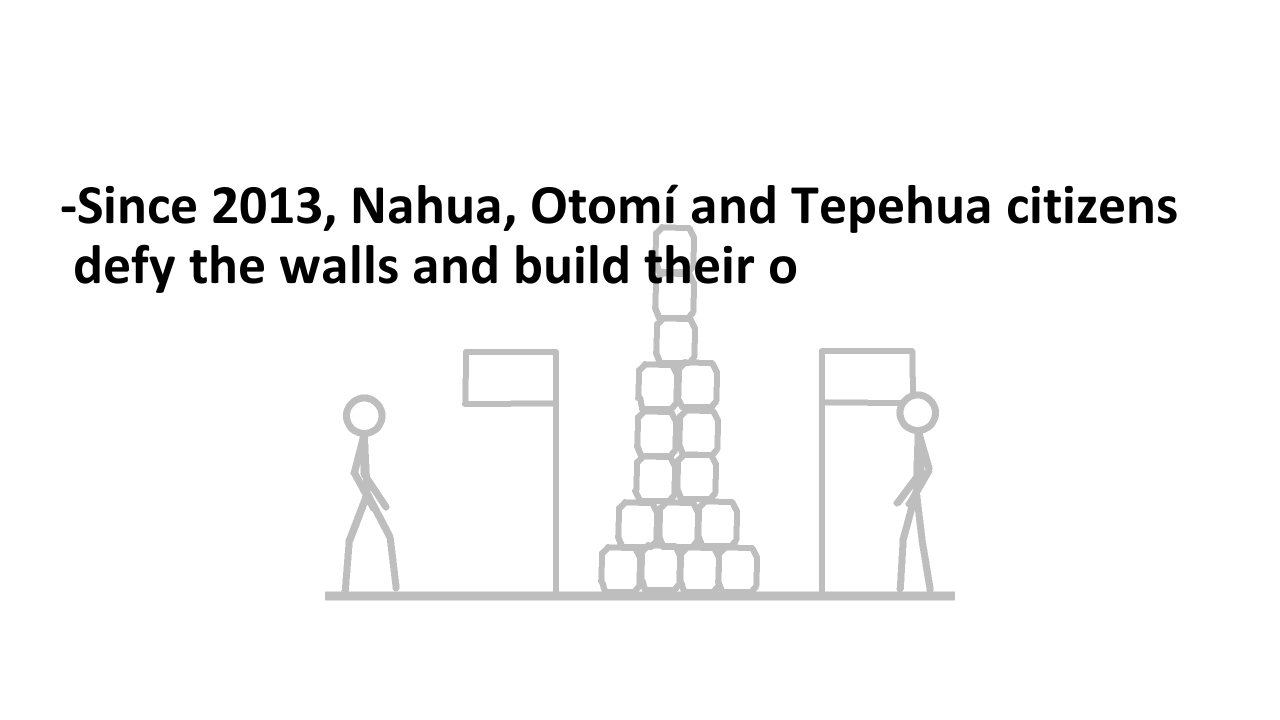 -Since 2013, Nahua, Otomí and Tepehua citizens
defy the walls and build their o